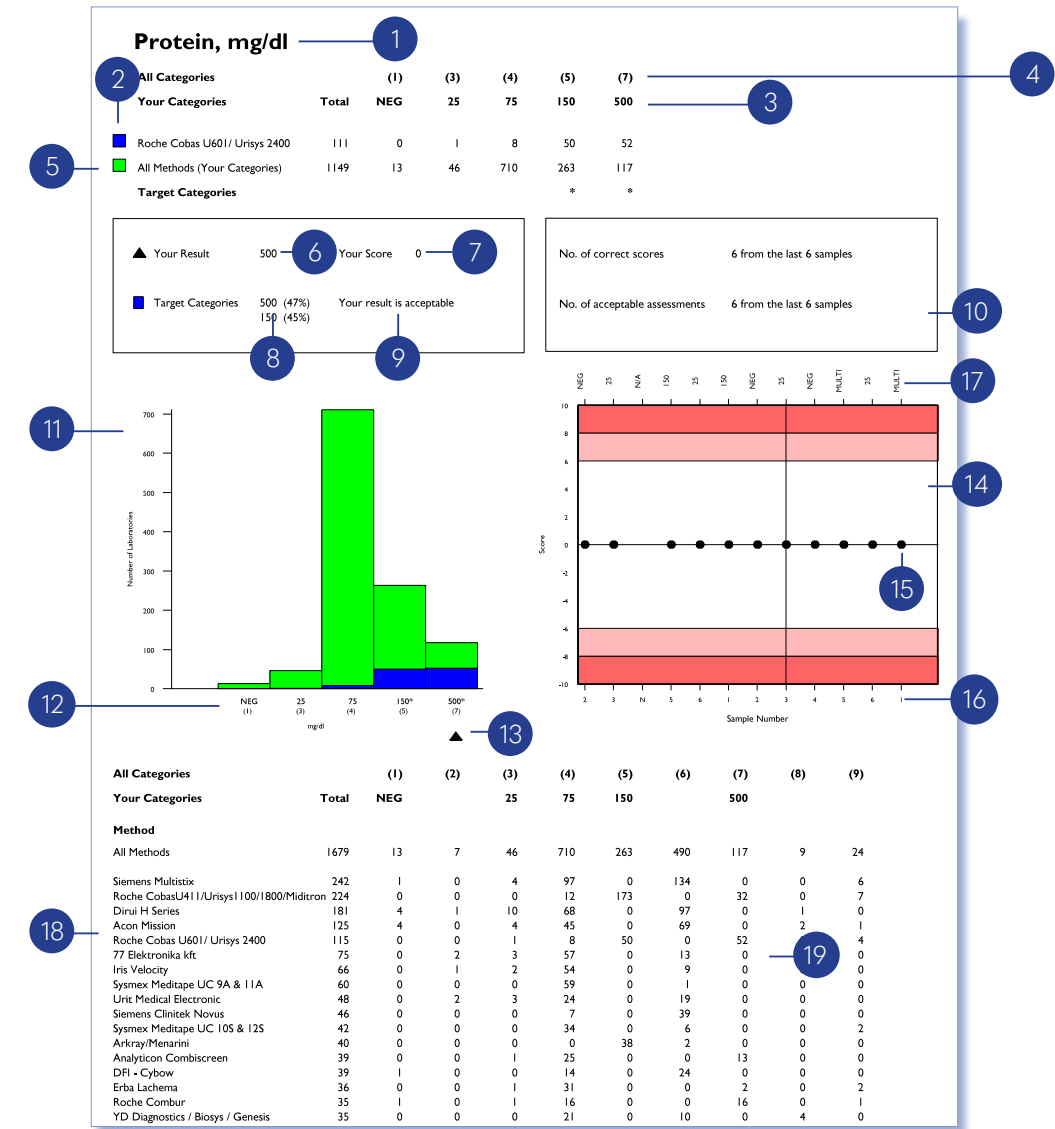 Protein, mg/dl 1
2 All Categories (1) (3) (4) (5) (7) 4
Your Categories Total NEG 25 75 150 500 3
Roche Cobas U601/ Urisys 2400 111 0 1 8 50 52
5 All Methods (Your Categories) 1149 13 46 710 263 117
Target Categories * *
Your Result 500 6 Your Score 0 7
Target Categories 500 (47%) Your result is acceptable
150 (45%)
8 9
No. of correct scores 6 from the last 6 samples
No. of acceptable assessments 6 from the last 6 samples
10
11
700
600
500
400
300
200
100
0
Number of Laboratories
12 NEG 25 75 150* 500*
(1) (3) (4) (5) (7)
mg/dl
13
NEG 25 N/A 150 25 150 NEG 25 NEG MULTI 25 MULTI 17
10
8
6
4
2
0
-2
-4
-6
-8
-10
Score
14
15
2 3 N 5 6 1 2 3 4 5 6 1 16
Sample Number
All Categories (1) (2) (3) (4) (5) (6) (7) (8) (9)
Your Categories Total NEG 25 75 150 500
Method
All Methods 1679 13 7 46 710 263 490 117 9 24
Siemens Multistix 242 1 0 4 97 0 134 0 0 6
Roche CobasU411/Urisys1100/1800/Miditron 224 0 0 0 12 173 0 32 0 7
Dirui H Series 181 4 1 10 68 0 97 0 1 0
18 Acon Mission 125 4 0 4 45 0 69 0 2 1
Roche Cobas U601/ Urisys 2400 115 0 0 1 8 50 0 52 4
77 Elektronika kft 75 0 2 3 57 0 13 0 19 0
Iris Velocity 66 0 1 2 54 0 9 0 0 0
Sysmex Meditape UC 9A & 11A 60 0 0 0 59 0 1 0 0 0
Urit Medical Electronic 48 0 2 3 24 0 19 0 0 0
Siemens Clinitek Novus 46 0 0 0 7 0 39 0 0 0
Sysmex Meditape UC 10S & 12S 42 0 0 0 34 0 6 0 0 2
Arkray/Menarini 40 0 0 0 0 38 2 0 0 0
Analyticon Combiscreen 39 0 0 1 25 0 0 13 0 0
DFI - Cybow 39 1 0 0 14 0 24 0 0 0
Erba Lachema 36 0 0 1 31 0 0 2 0 2
Roche Combur 35 1 0 1 16 0 0 16 0 1
YD Diagnostics / Biosys / Genesis 35 0 0 0 21 0 10 0 4 0